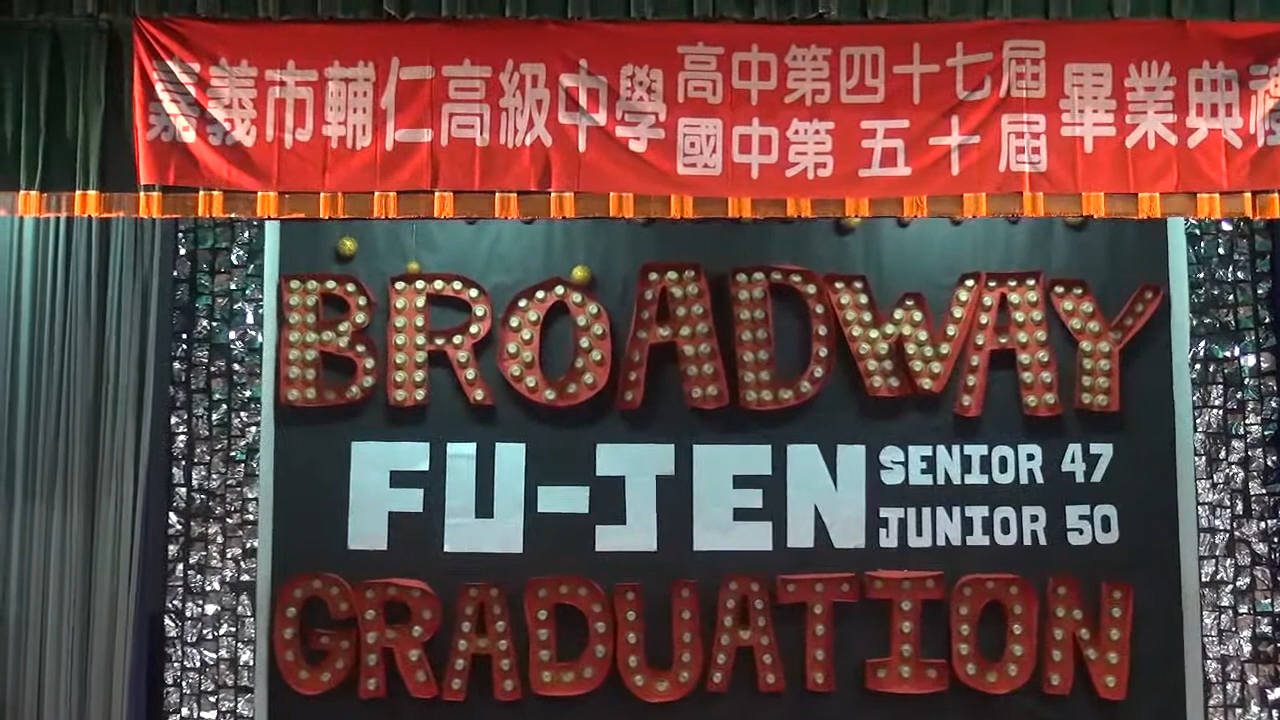 嘉義市輔仁高級中學 高中第四十七屆 畢業典禮
國中第五十屆
BROADWAY
FU-JEN SENIOR 47
JUNIOR 50
GRADUATION